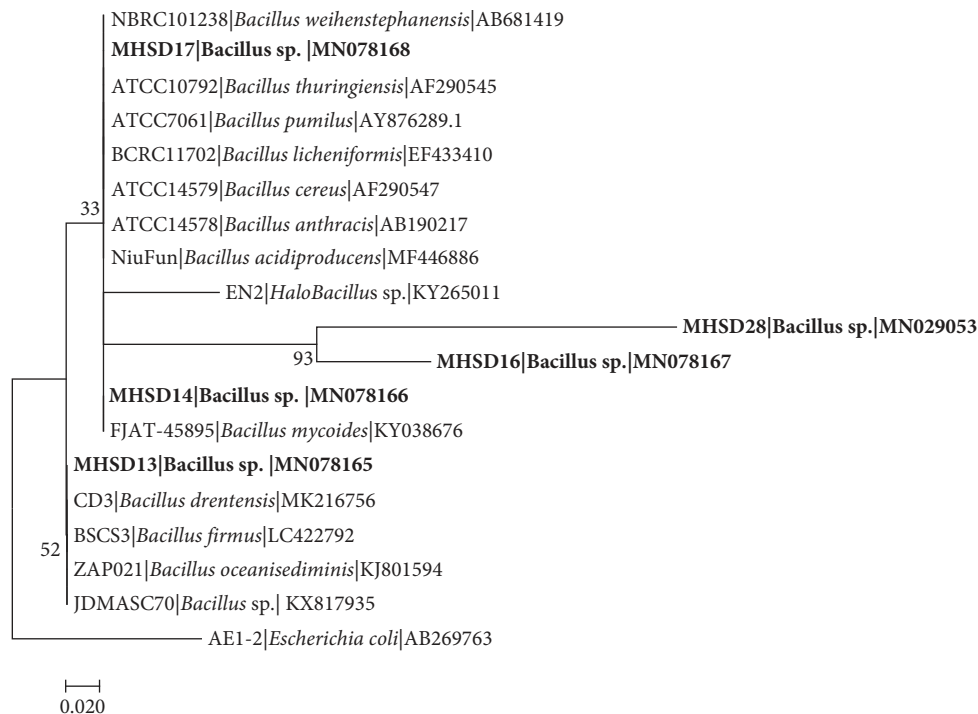 NBRC101238|Bacillus weihenstephanensis|AB681419
MHSD17|Bacillus sp. |MN078168
ATCC10792|Bacillus thuringiensis|AF290545
ATCC7061|Bacillus pumilus|AY876289.1
BCRC11702|Bacillus licheniformis|EF433410
ATCC14579|Bacillus cereus|AF290547
33
ATCC14578|Bacillus anthracis|AB190217
NiuFun|Bacillus acidiproducens|MF446886
EN2|HaloBacillus sp.|KY265011
MHSD28|Bacillus sp.|MN029053
93
MHSD16|Bacillus sp.|MN078167
MHSD14|Bacillus sp. |MN078166
FJAT-45895|Bacillus mycoides|KY038676
MHSD13|Bacillus sp. |MN078165
CD3|Bacillus drentensis|MK216756
BSCS3|Bacillus firmus|LC422792
52
ZAP021|Bacillus oceanisediminis|KJ801594
JDMASC70|Bacillus sp.| KX817935
AE1-2|Escherichia coli|AB269763
0.020